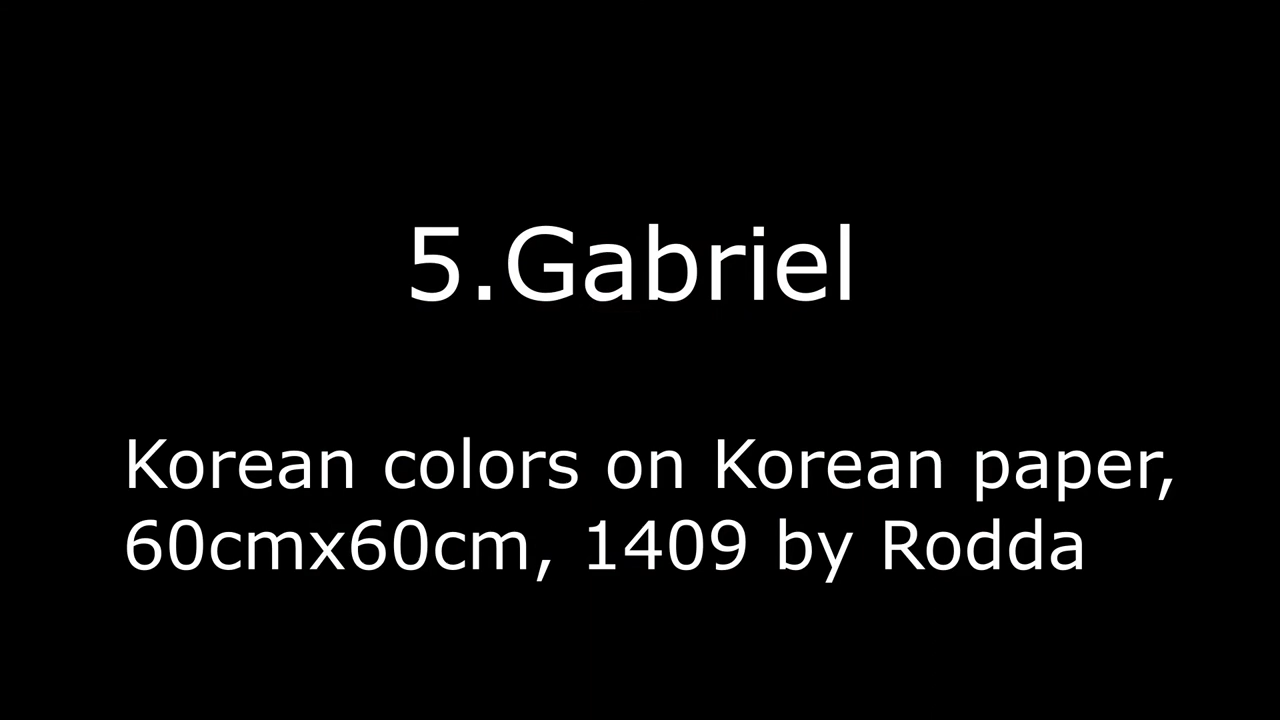 5.Gabriel
Korean colors on Korean paper,
60cmx60cm, 1409 by Rodda